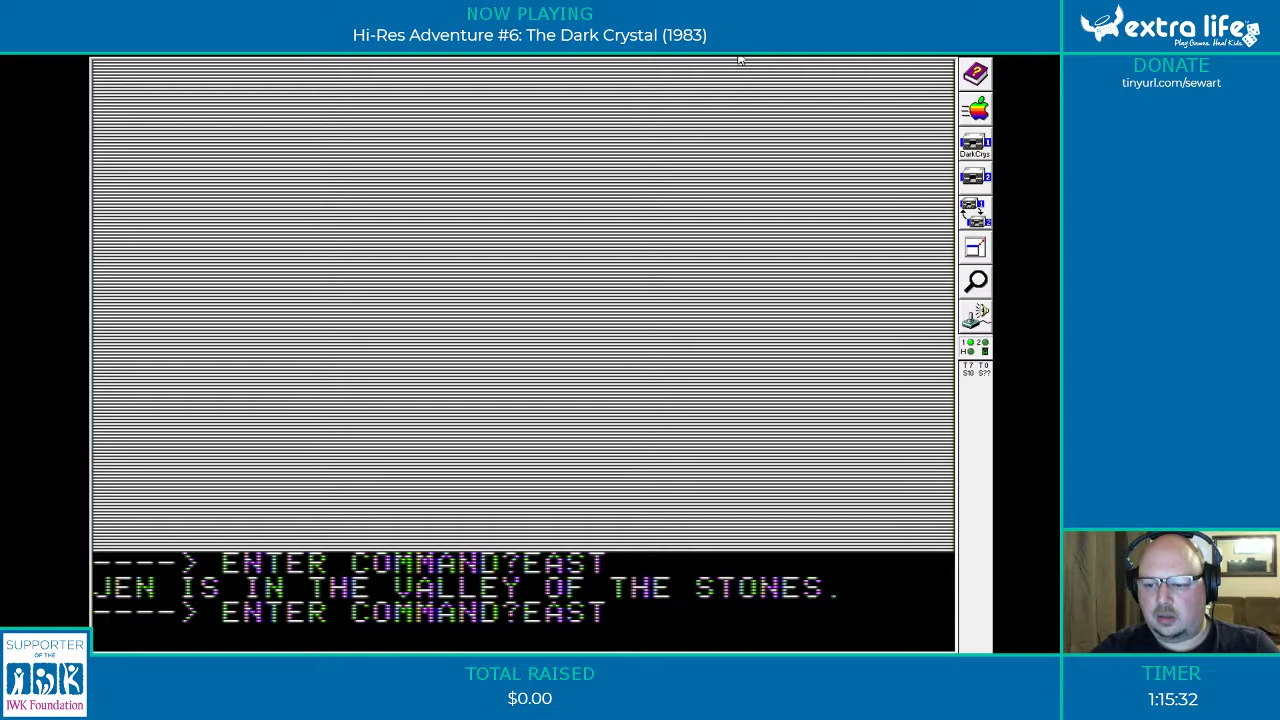 NOW PLAYING
Hi-Res Adventure #6: The Dark Crystal (1983)
extra life
Play Games. Heal Kids.
DONATE
tinyurl.com/sewart
DarkCrys
----> ENTER COMMAND?EAST
JEN IS IN THE VALLEY OF THE STONES.
----> ENTER COMMAND?EAST
SUPPORTER
OF THE
IWK
IWK Foundation
TOTAL RAISED
$0.00
TIMER
1:15:32